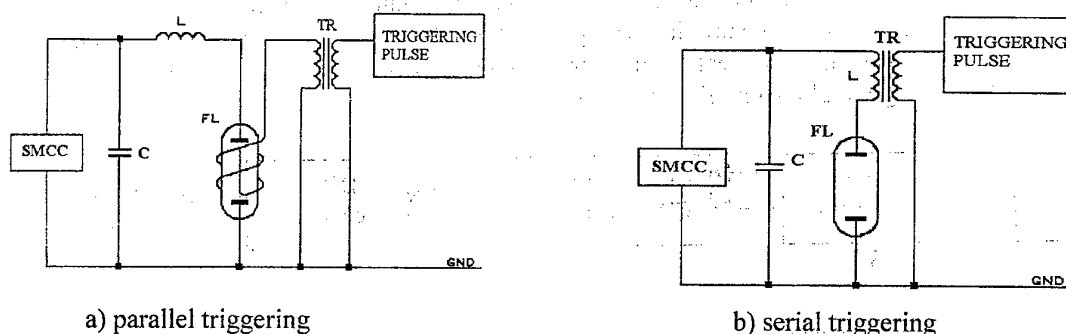 L
TR
TRIGGERING
PULSE
FL
SMCC
C
GND
a) parallel triggering
TR
TRIGGERING
PULSE
L
FL
SMCC
C
GND
b) serial triggering